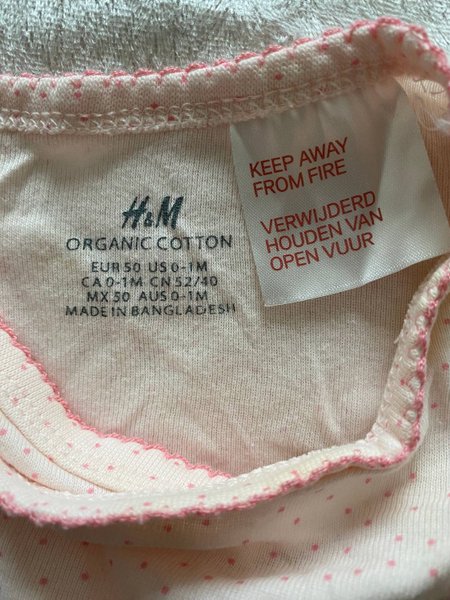 H&M
ORGANIC COTTON
EUR 50 US 0-1M
CA 0-1M CN 52/40
MX 50 AUS 0-1M
MADE IN BANGLADESH
KEEP AWAY
FROM FIRE
VERWIJDERD
HOUDEN VAN
OPEN VUUR